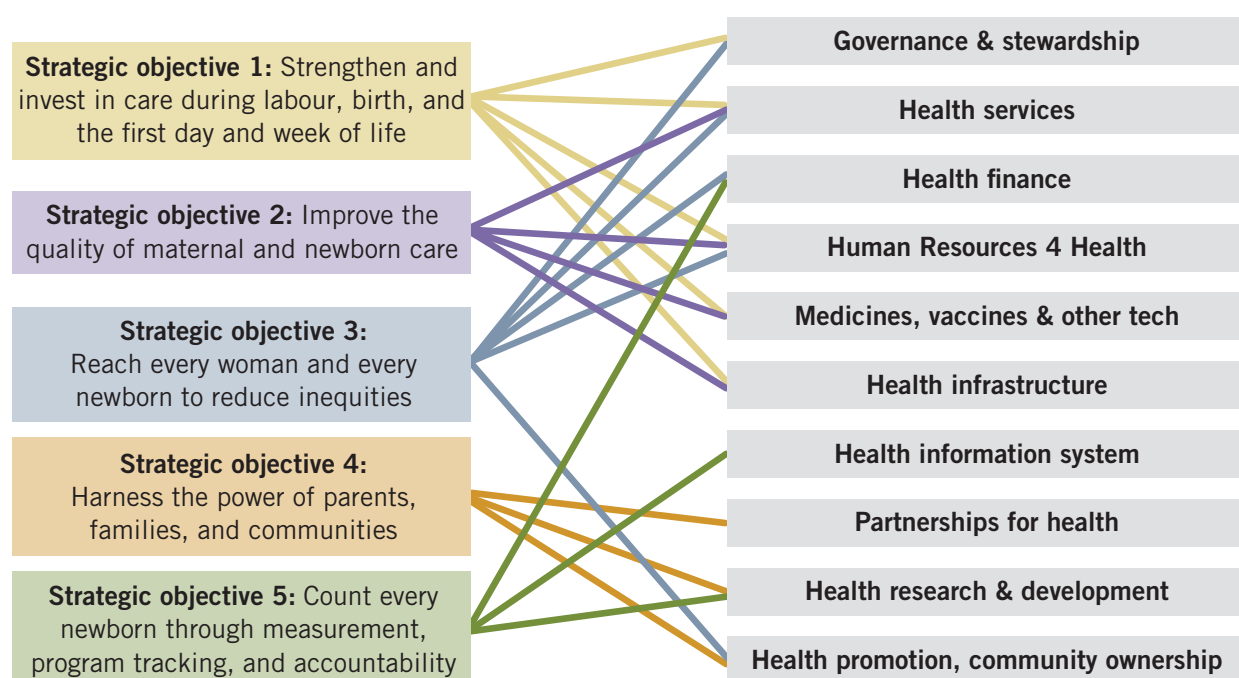 Strategic objective 1: Strengthen and
invest in care during labour, birth, and
the first day and week of life
Strategic objective 2: Improve the
quality of maternal and newborn care
Strategic objective 3:
Reach every woman and every
newborn to reduce inequities
Strategic objective 4:
Harness the power of parents,
families, and communities
Strategic objective 5: Count every
newborn through measurement,
program tracking, and accountability
Governance & stewardship
Health services
Health finance
Human Resources 4 Health
Medicines, vaccines & other tech
Health infrastructure
Health information system
Partnerships for health
Health research & development
Health promotion, community ownership